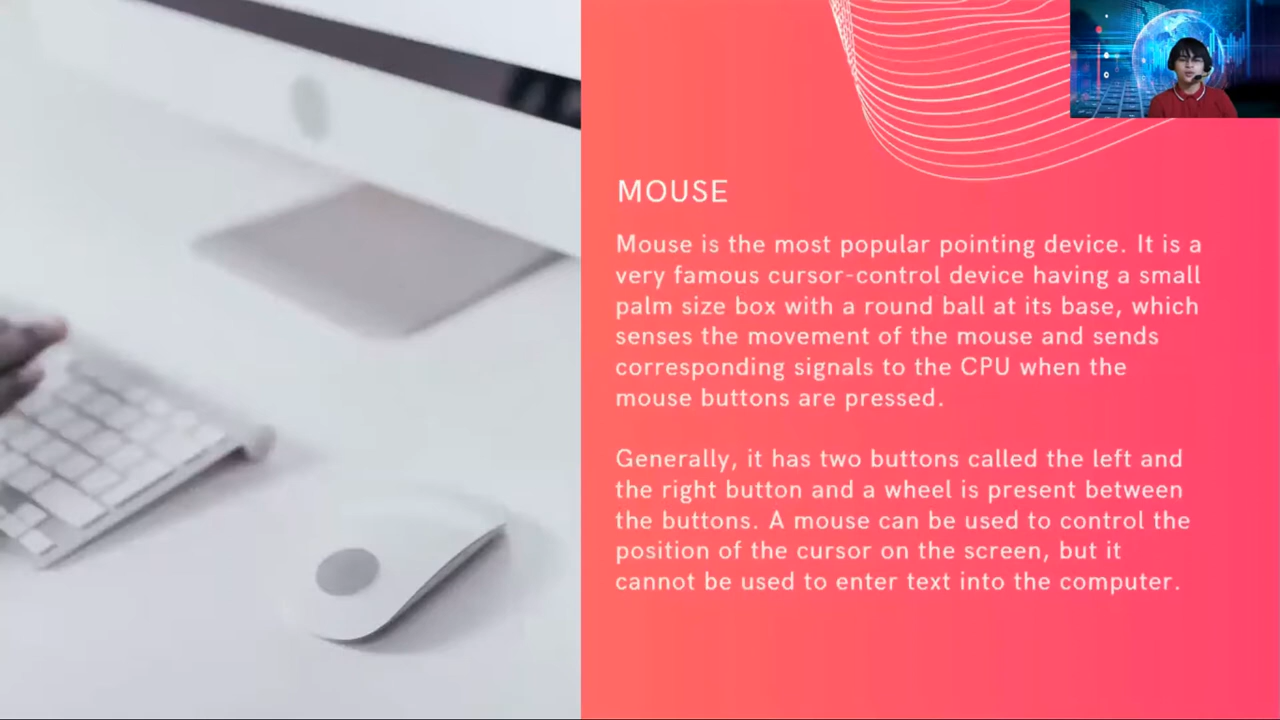 MOUSE
Mouse is the most popular pointing device. It is a
very famous cursor-control device having a small
palm size box with a round ball at its base, which
senses the movement of the mouse and sends
corresponding signals to the CPU when the
mouse buttons are pressed.
Generally, it has two buttons called the left and
the right button and a wheel is present between
the buttons. A mouse can be used to control the
position of the cursor on the screen, but it
cannot be used to enter text into the computer.